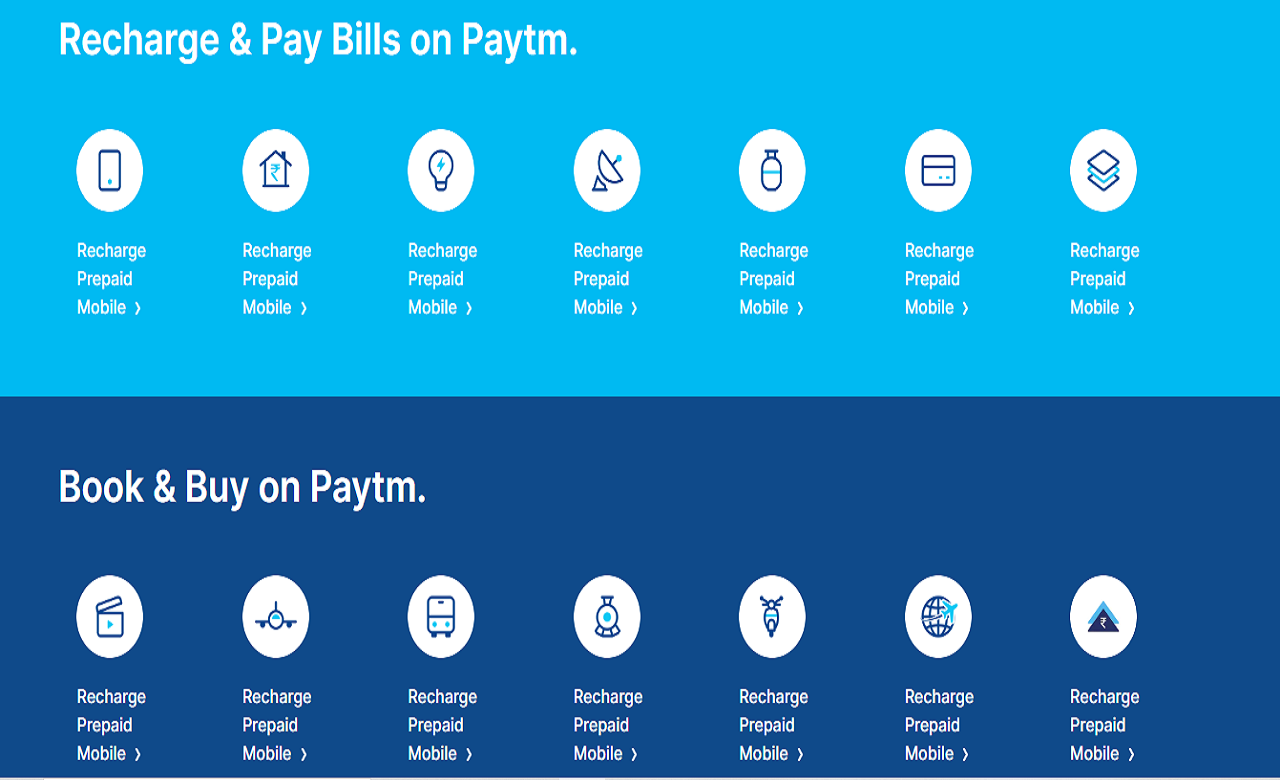 Recharge & Pay Bills on Paytm.
Recharge Recharge Recharge Recharge Recharge Recharge Recharge
Prepaid Prepaid Prepaid Prepaid Prepaid Prepaid Prepaid
Mobile › Mobile › Mobile › Mobile › Mobile › Mobile › Mobile ›
Book & Buy on Paytm.
Recharge Recharge Recharge Recharge Recharge Recharge Recharge
Prepaid Prepaid Prepaid Prepaid Prepaid Prepaid Prepaid
Mobile › Mobile › Mobile › Mobile › Mobile › Mobile › Mobile ›